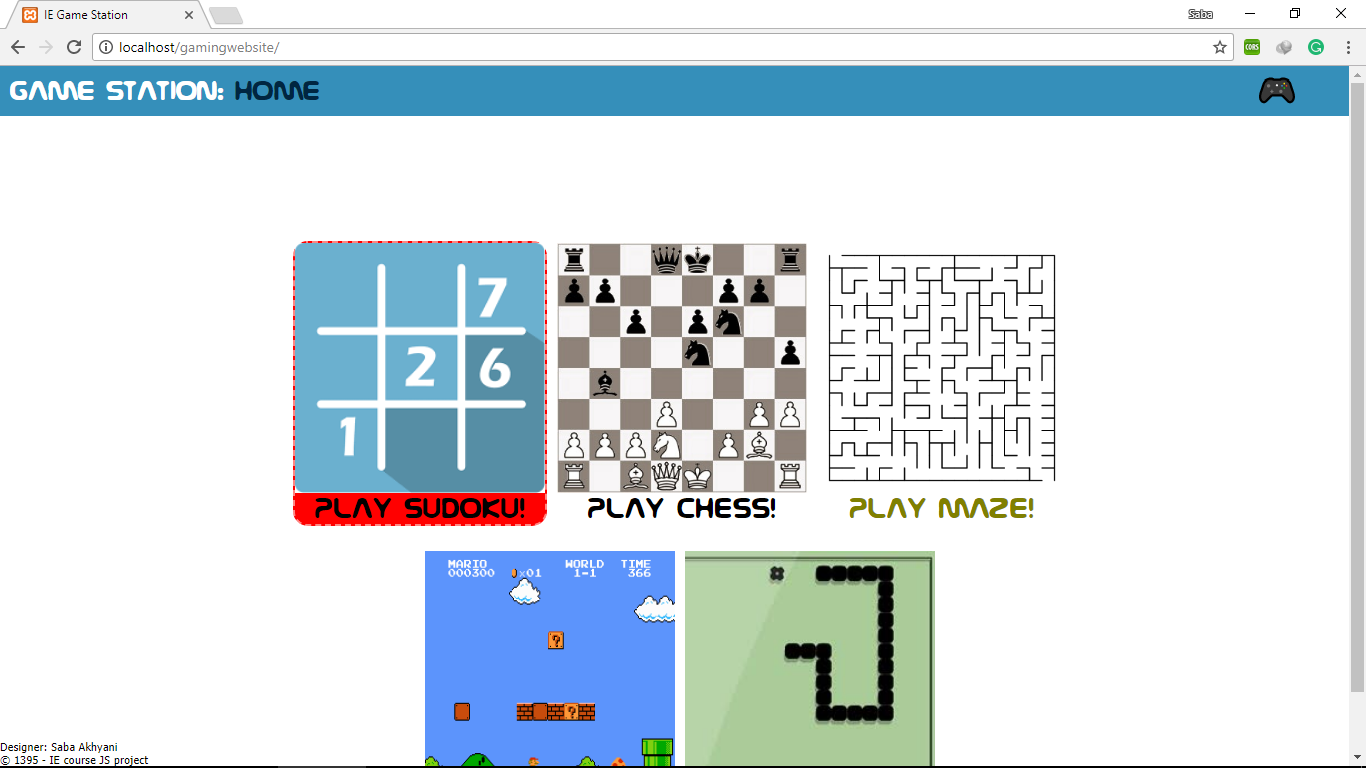 IE Game Station
Saba
localhost/gamingwebsite/
CORS
GAME STATION: HOME
7
2 6
1
PLAY SUDOKU! PLAY CHESS! PLAY MAZE!
MARIO WORLD TIME
000300 x01 1-1 366
?
?
Designer: Saba Akhyani
© 1395 - IE course JS project